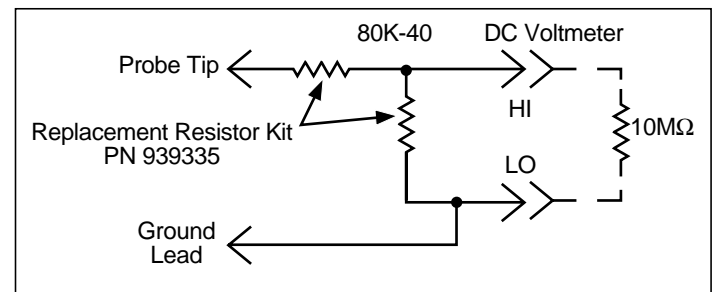 80K-40
DC Voltmeter
Probe Tip
HI
Replacement Resistor Kit
PN 939335
10MΩ
LO
Ground
Lead